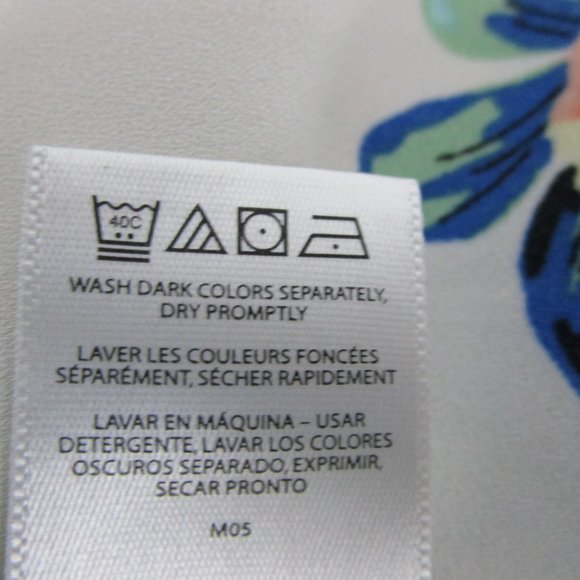 40C
WASH DARK COLORS SEPARATELY,
DRY PROMPTLY
LAVER LES COULEURS FONCÉES
SÉPARÉMENT, SÉCHER RAPIDEMENT
LAVAR EN MÁQUINA – USAR
DETERGENTE, LAVAR LOS COLORES
OSCUROS SEPARADO, EXPRIMIR,
SECAR PRONTO
M05